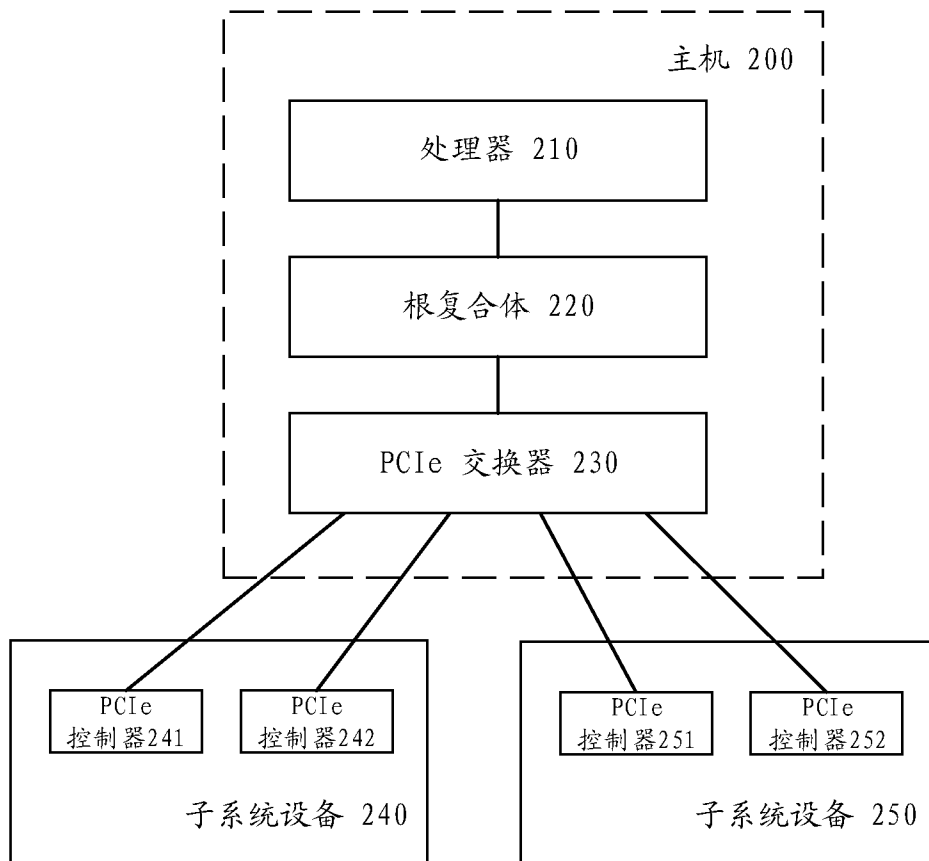 主机 200
处理器 210
根复合体 220
PCIe 交换器 230
PCIe
控制器241
PCIe
控制器242
子系统设备 240
PCIe
控制器251
PCIe
控制器252
子系统设备 250